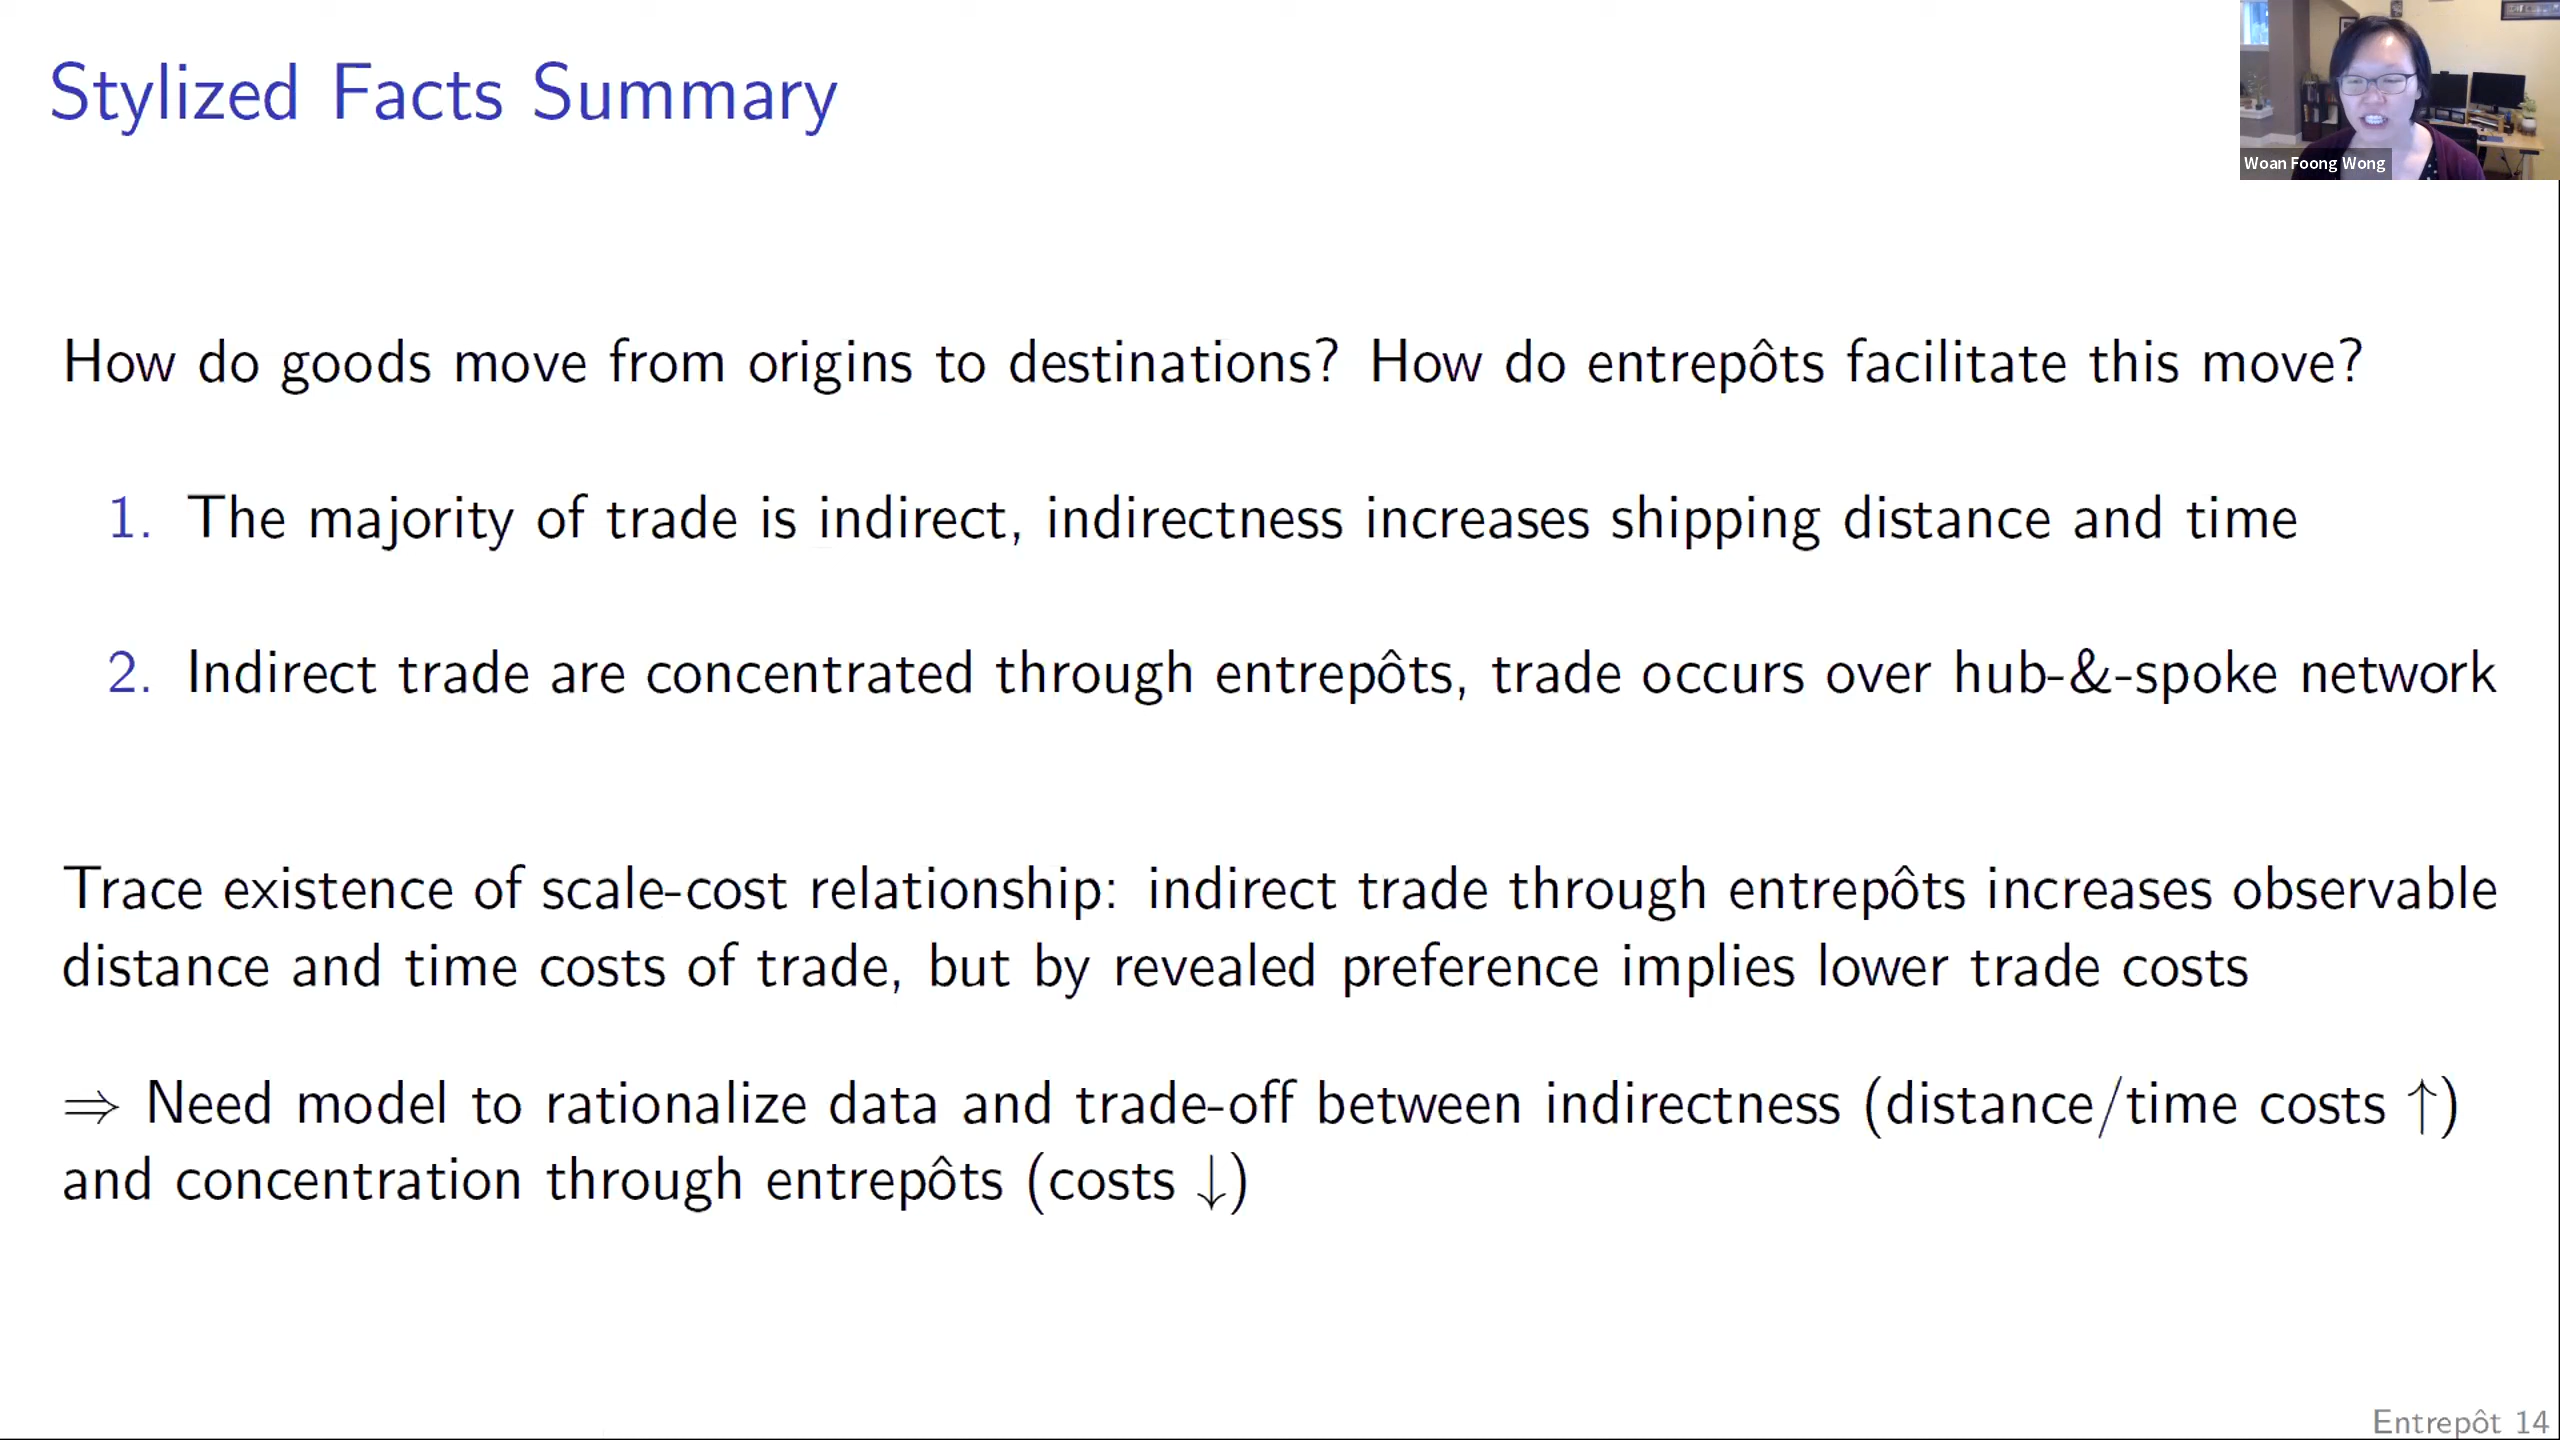 Stylized Facts Summary
Woan Foong Wong
How do goods move from origins to destinations? How do entrepôts facilitate this move?
1. The majority of trade is indirect, indirectness increases shipping distance and time
2. Indirect trade are concentrated through entrepôts, trade occurs over hub-&-spoke network
Trace existence of scale-cost relationship: indirect trade through entrepôts increases observable
distance and time costs of trade, but by revealed preference implies lower trade costs
⇒ Need model to rationalize data and trade-off between indirectness (distance/time costs ↑)
and concentration through entrepôts (costs ↓)
Entrepôt 14